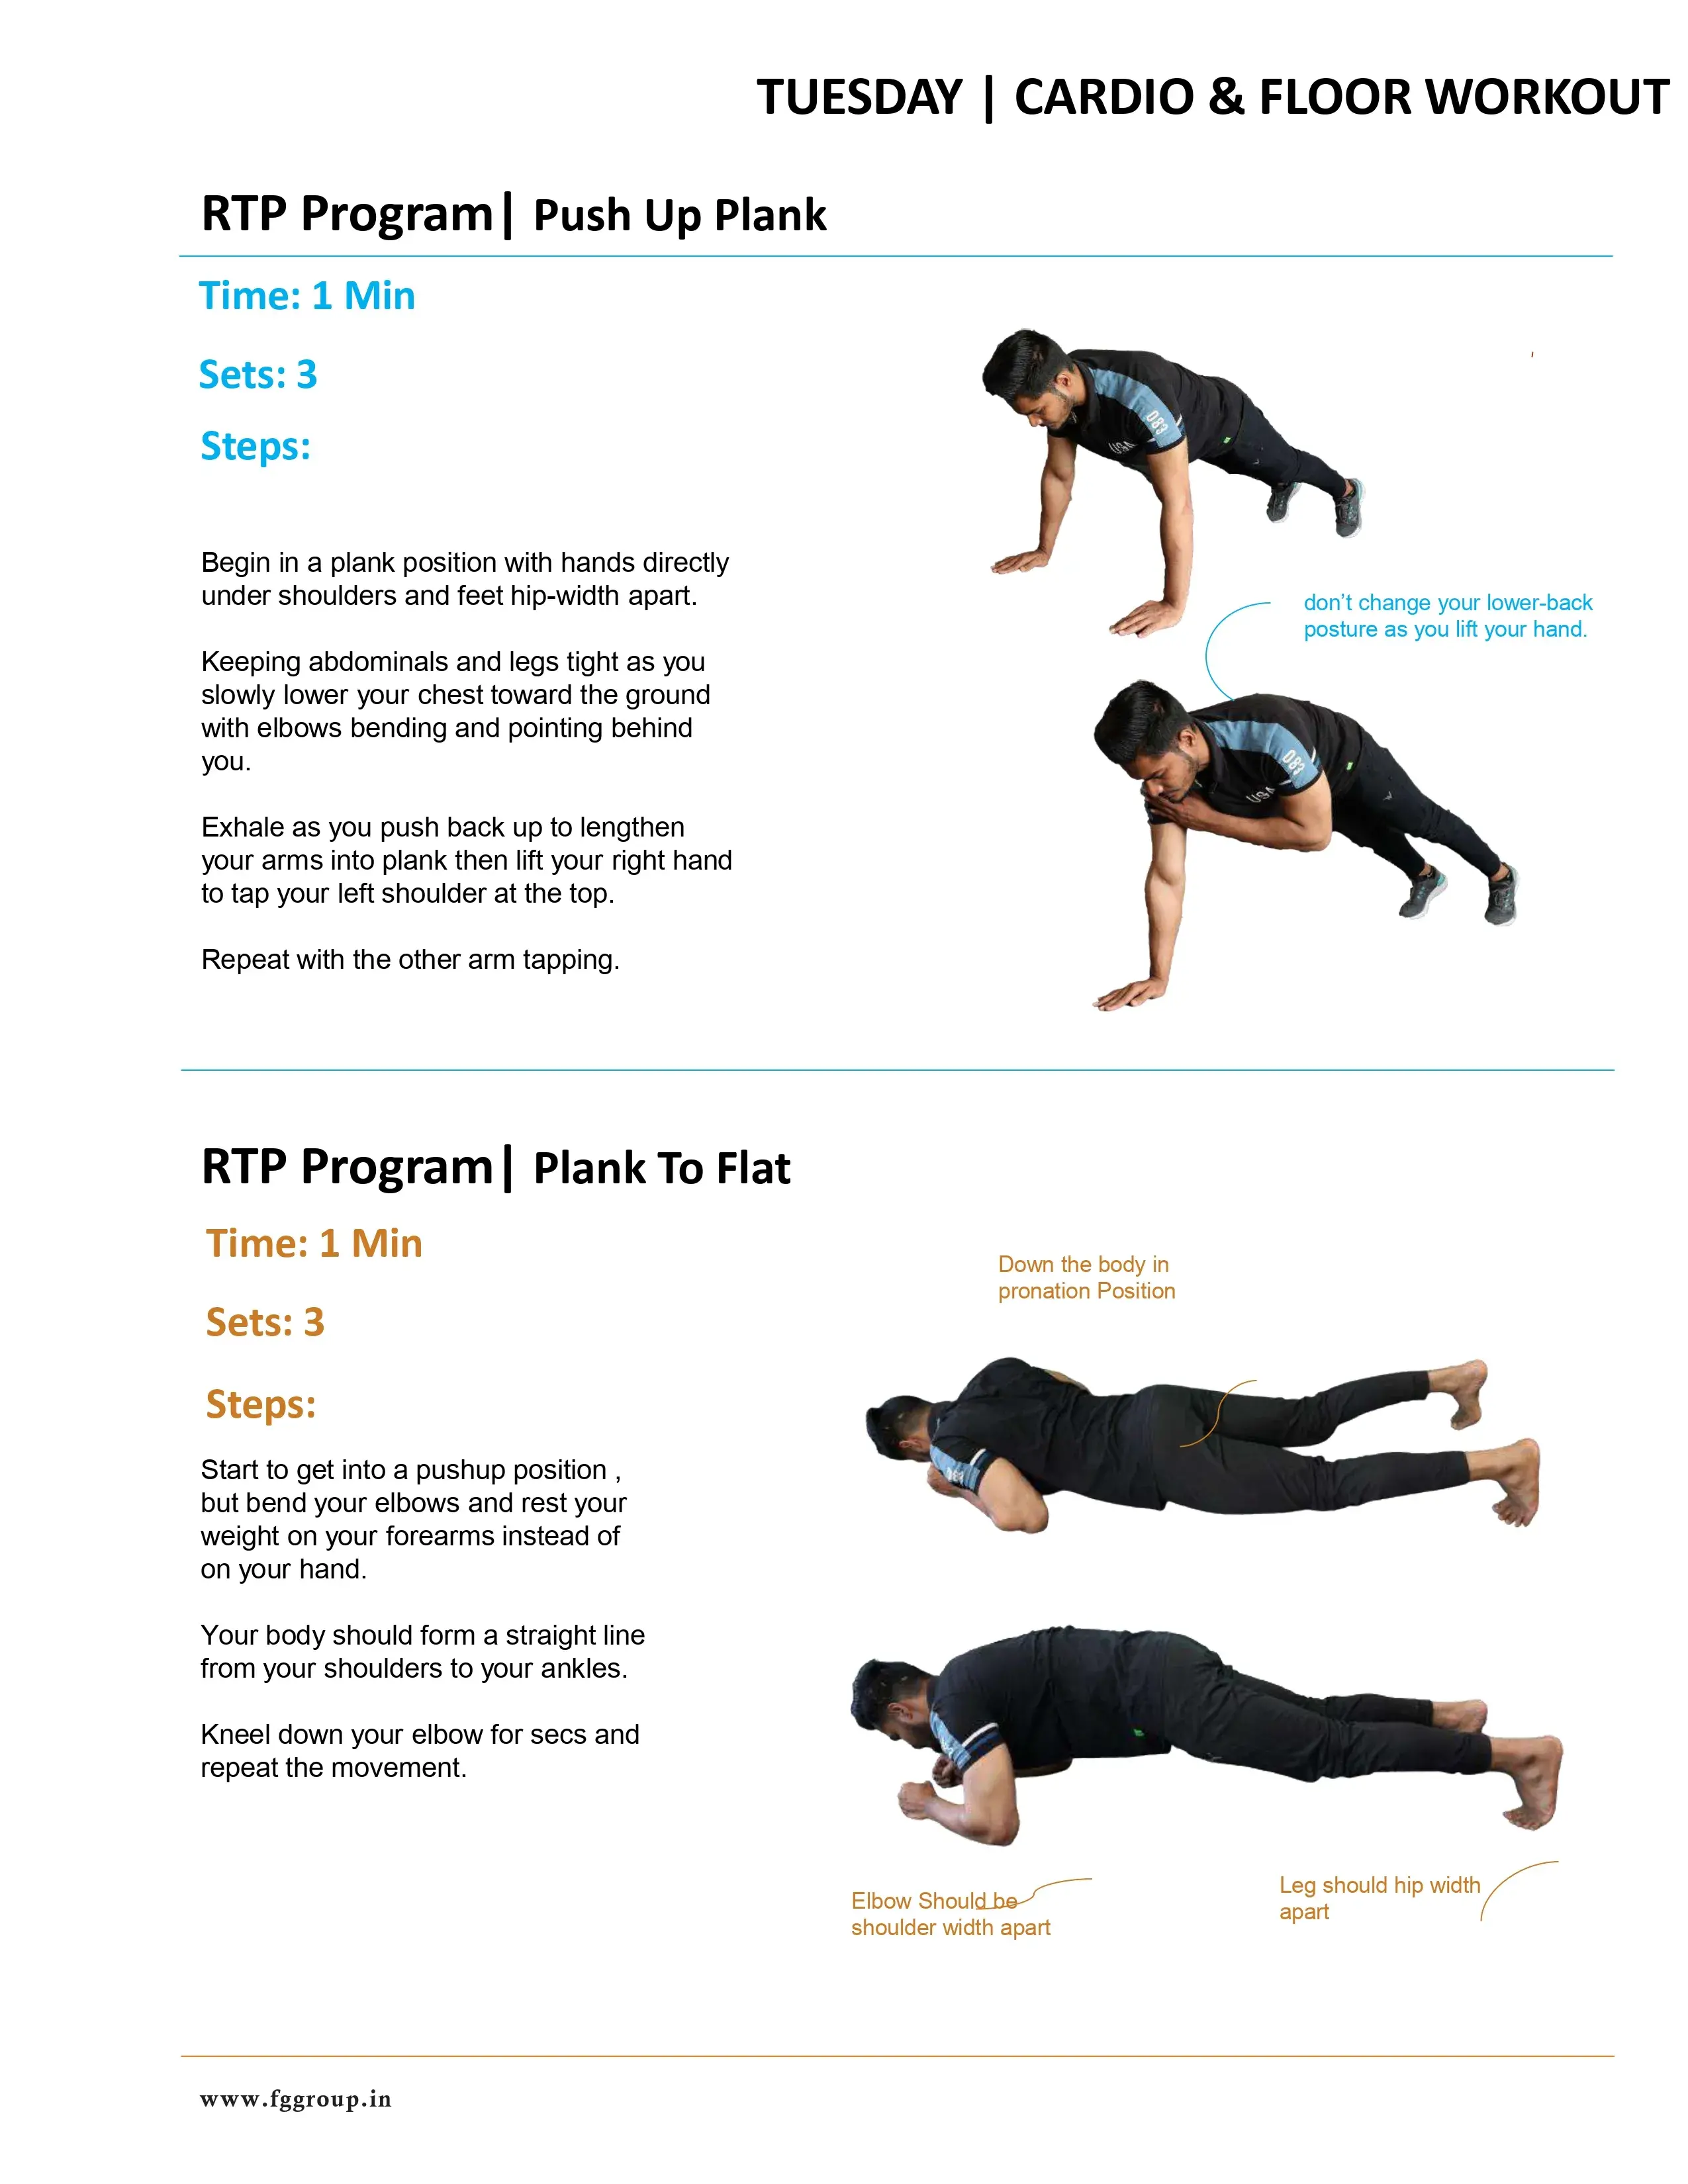 TUESDAY | CARDIO & FLOOR WORKOUT
RTP Program| Push Up Plank
Time: 1 Min
Sets: 3
Steps:
Begin in a plank position with hands directly
under shoulders and feet hip-width apart.
Keeping abdominals and legs tight as you
slowly lower your chest toward the ground
with elbows bending and pointing behind
you.
Exhale as you push back up to lengthen
your arms into plank then lift your right hand
to tap your left shoulder at the top.
Repeat with the other arm tapping.
USA
083
don't change your lower-back
posture as you lift your hand.
USA
083
RTP Program| Plank To Flat
Time: 1 Min
Sets: 3
Steps:
Start to get into a pushup position ,
but bend your elbows and rest your
weight on your forearms instead of
on your hand.
Your body should form a straight line
from your shoulders to your ankles.
Kneel down your elbow for secs and
repeat the movement.
Down the body in
pronation Position
Elbow Should be
shoulder width apart
Leg should hip width
apart
www.fggroup.in